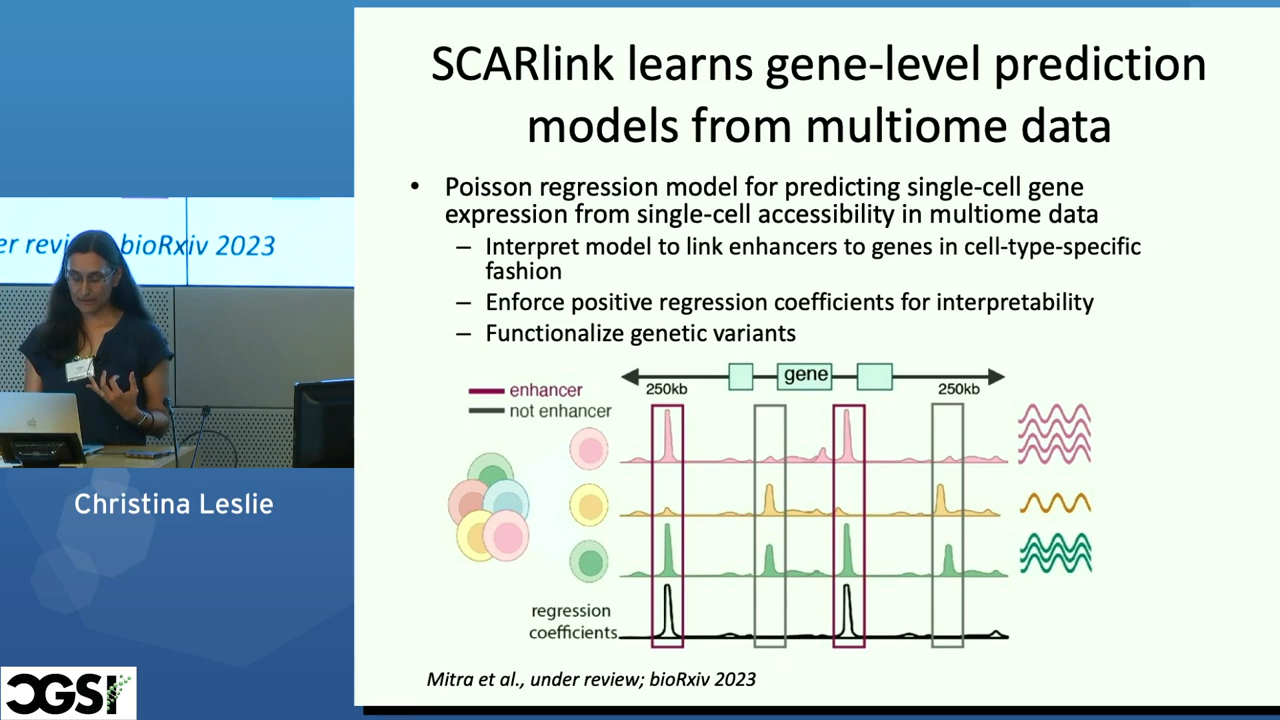 SCARlink learns gene-level prediction
models from multiome data
• Poisson regression model for predicting single-cell gene
expression from single-cell accessibility in multiome data
– Interpret model to link enhancers to genes in cell-type-specific
fashion
– Enforce positive regression coefficients for interpretability
– Functionalize genetic variants
enhancer
not enhancer
250kb
gene
250kb
regression
coefficients
Mitra et al., under review; bioRxiv 2023
er review; bioRxiv 2023
Christina Leslie
CGSI